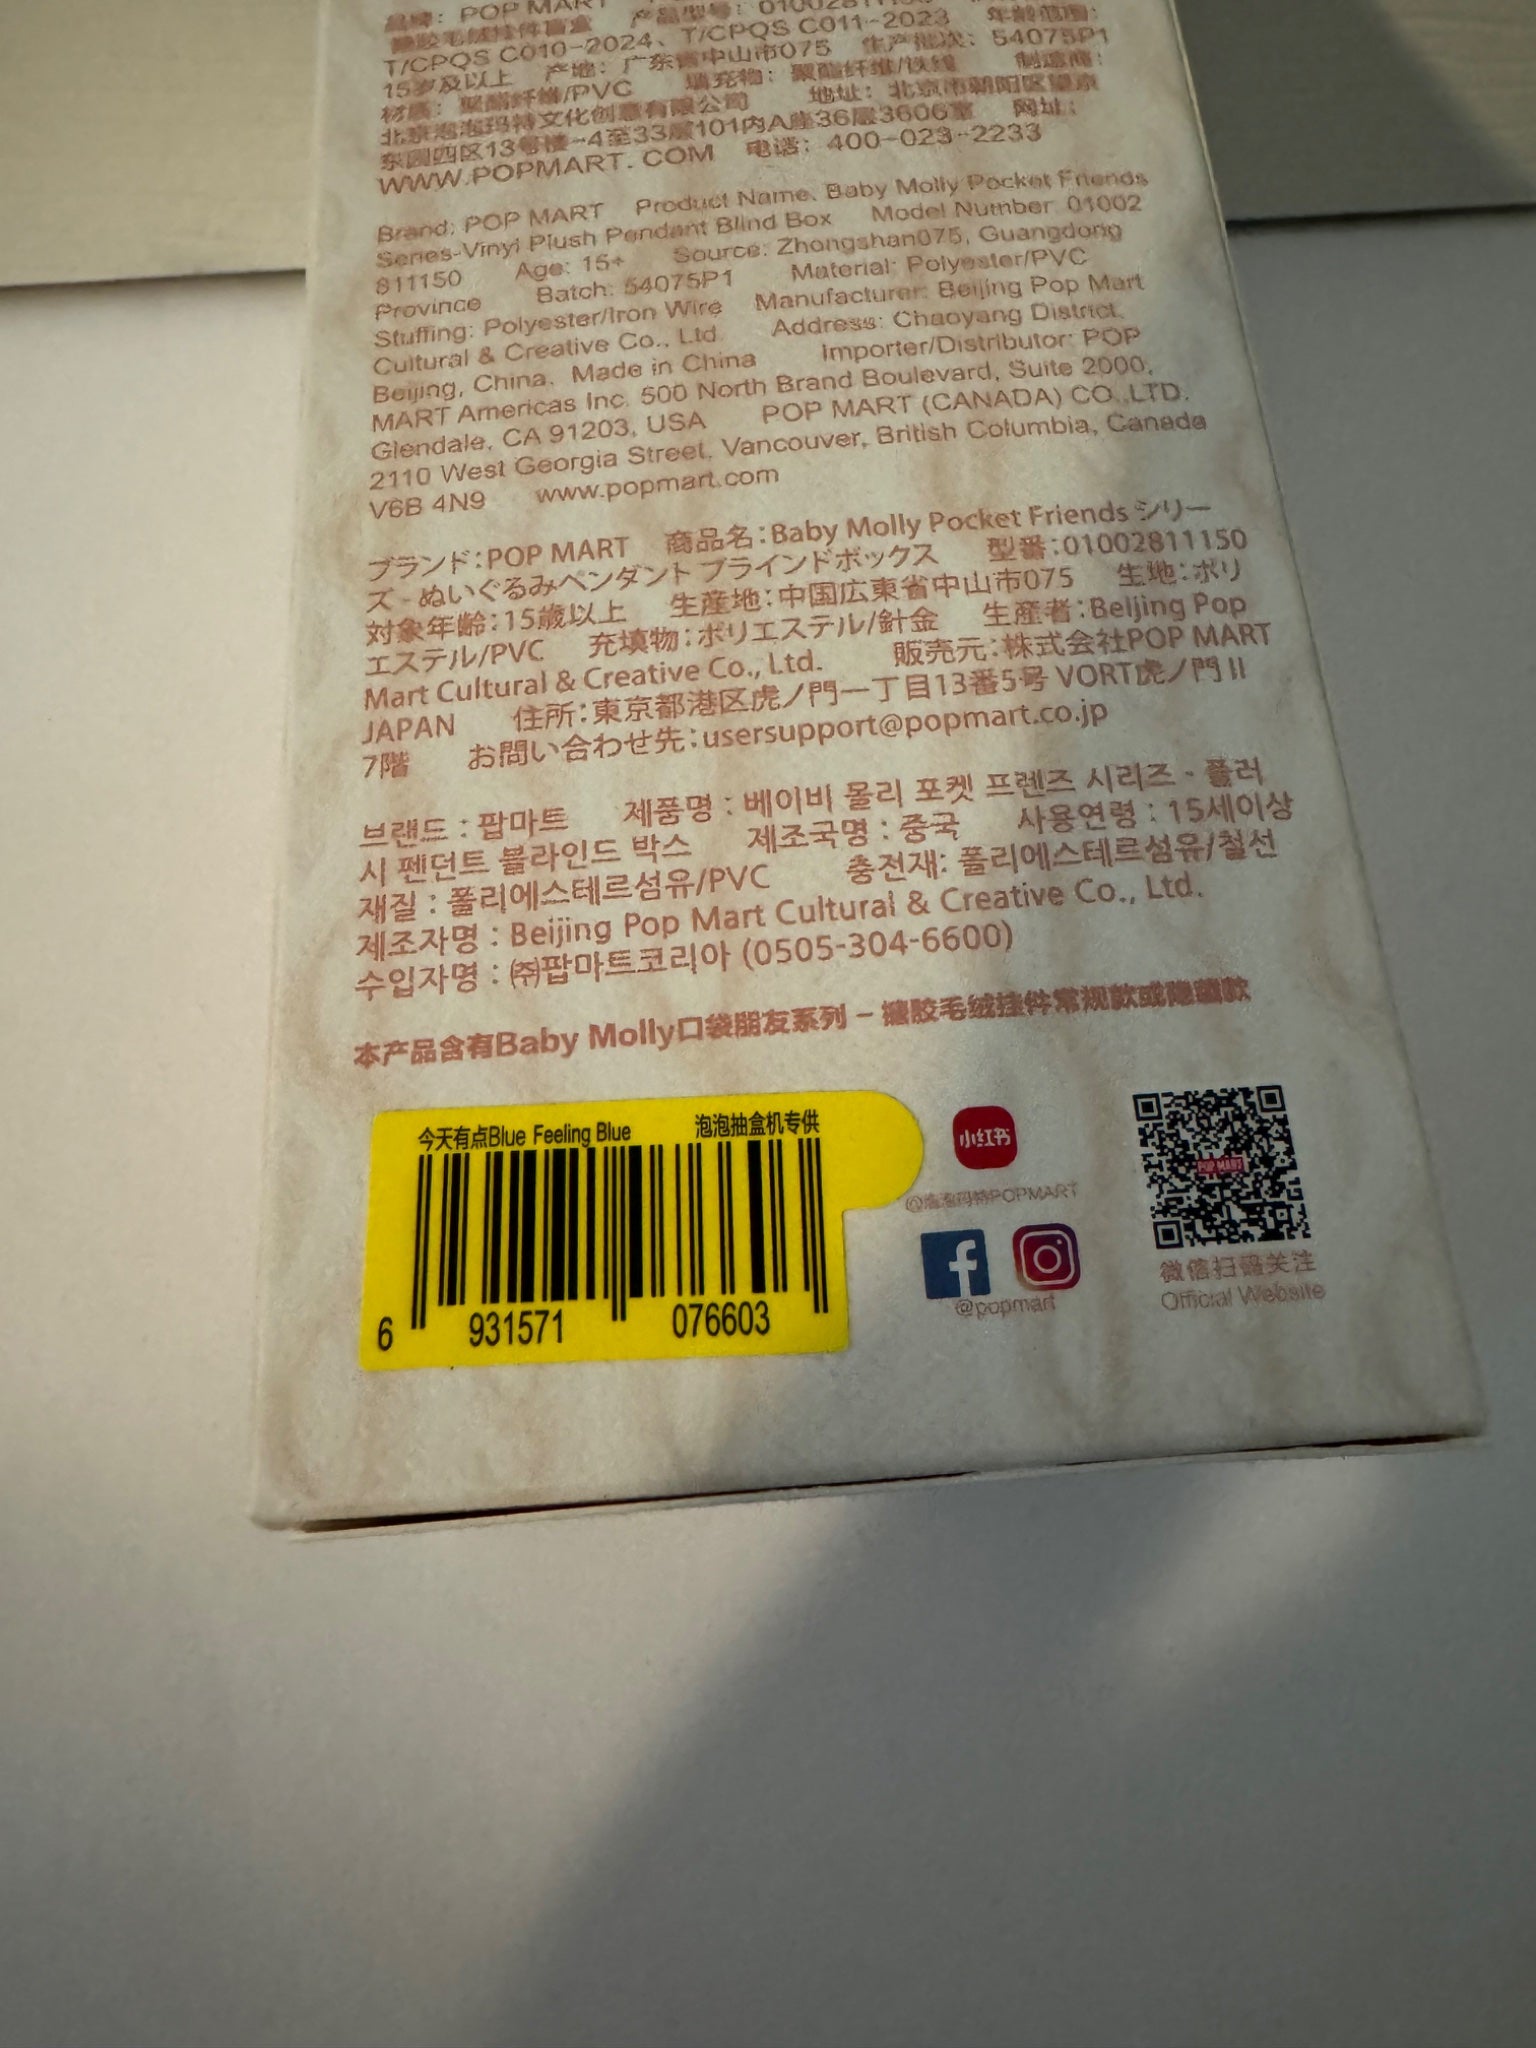 品牌：POP MART
搪胶毛绒挂件盲盒 产品型号：01002811150
T/CPQS C010-2024、T/CPQS C011-2023 年龄范围：
15岁及以上 产地：广东省中山市075 生产批次：54075P1
材质：聚酯纤维/PVC 填充物：聚酯纤维/铁线 制造商：
北京泡泡玛特文化创意有限公司 地址：北京市朝阳区望京
东园四区13号楼-4至33层101内A座36层3606室 网址：
WWW.POPMART.COM 电话：400-023-2233
Brand: POP MART Product Name: Baby Molly Pocket Friends
Series-Vinyl Plush Pendant Blind Box Model Number: 01002
811150 Age: 15+ Source: Zhongshan075, Guangdong
Province Batch: 54075P1 Material: Polyester/PVC
Stuffing: Polyester/Iron Wire Manufacturer: Beijing Pop Mart
Cultural & Creative Co., Ltd. Address: Chaoyang District,
Beijing, China. Made in China Importer/Distributor: POP
MART Americas Inc. 500 North Brand Boulevard, Suite 2000,
Glendale, CA 91203, USA POP MART (CANADA) CO.,LTD.
2110 West Georgia Street, Vancouver, British Columbia, Canada
V6B 4N9 www.popmart.com
ブランド：POP MART 商品名：Baby Molly Pocket Friends シリー
ズ - ぬいぐるみペンダント ブラインドボックス 型番：01002811150
対象年齢：15歳以上 生産地：中国広東省中山市075 生地：ポリ
エステル/PVC 充填物：ポリエステル/針金 生産者：Beijing Pop
Mart Cultural & Creative Co., Ltd. 販売元：株式会社POP MART
JAPAN 住所：東京都港区虎ノ門一丁目13番5号 VORT虎ノ門 II
7階 お問い合わせ先：usersupport@popmart.co.jp
브랜드 : 팝마트 제품명 : 베이비 몰리 포켓 프렌즈 시리즈 - 플러
시 펜던트 블라인드 박스 제조국명 : 중국 사용연령 : 15세이상
재질 : 폴리에스테르섬유/PVC 충전재: 폴리에스테르섬유/철선
제조자명 : Beijing Pop Mart Cultural & Creative Co., Ltd.
수입자명 : ㈜팝마트코리아 (0505-304-6600)
本产品含有Baby Molly口袋朋友系列 – 搪胶毛绒挂件常规款或隐藏款
今天有点Blue Feeling Blue 泡泡抽盒机专供
6 931571 076603
小红书
@泡泡玛特POPMART
@popmart
POP MART
微信扫码关注
Official Website